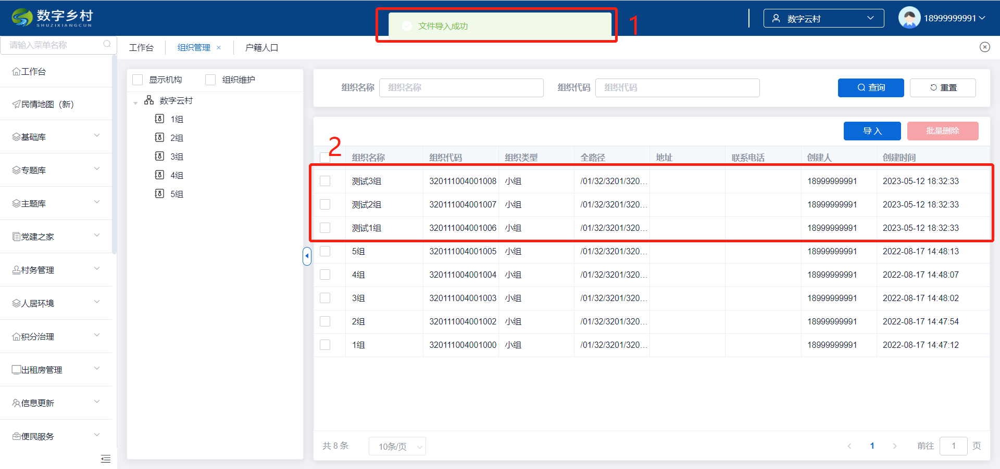 数字乡村
SHUZIXIANGCUN
文件导入成功
1
数字云村
18999999991
请输入菜单名称
工作台
组织管理 ×
户籍人口
工作台
民情地图（新）
基础库
专题库
主题库
党建之家
村务管理
人居环境
积分治理
出租房管理
信息更新
便民服务
显示机构
组织维护
数字云村
1组
2组
3组
4组
5组
组织名称 组织名称
组织代码 组织代码
查询
重置
导入
批量删除
2
组织名称 组织代码 组织类型 全路径 地址 联系电话 创建人 创建时间
测试3组 320111004001008 小组 /01/32/3201/320... 18999999991 2023-05-12 18:32:33
测试2组 320111004001007 小组 /01/32/3201/320... 18999999991 2023-05-12 18:32:33
测试1组 320111004001006 小组 /01/32/3201/320... 18999999991 2023-05-12 18:32:33
5组 320111004001005 小组 /01/32/3201/320... 18999999991 2022-08-17 14:48:13
4组 320111004001004 小组 /01/32/3201/320... 18999999991 2022-08-17 14:48:07
3组 320111004001003 小组 /01/32/3201/320... 18999999991 2022-08-17 14:48:02
2组 320111004001002 小组 /01/32/3201/320... 18999999991 2022-08-17 14:47:54
1组 320111004001000 小组 /01/32/3201/320... 18999999991 2022-08-17 14:47:12
共 8 条
10条/页
1
前往 1 页